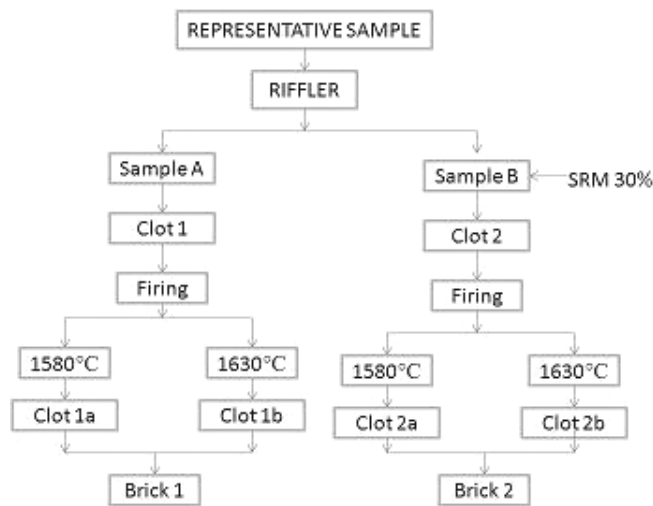 REPRESENTATIVE SAMPLE
RIFFLER
Sample A
Sample B
SRM 30%
Clot 1
Clot 2
Firing
Firing
1580°C
1630°C
1580°C
1630°C
Clot 1a
Clot 1b
Clot 2a
Clot 2b
Brick 1
Brick 2